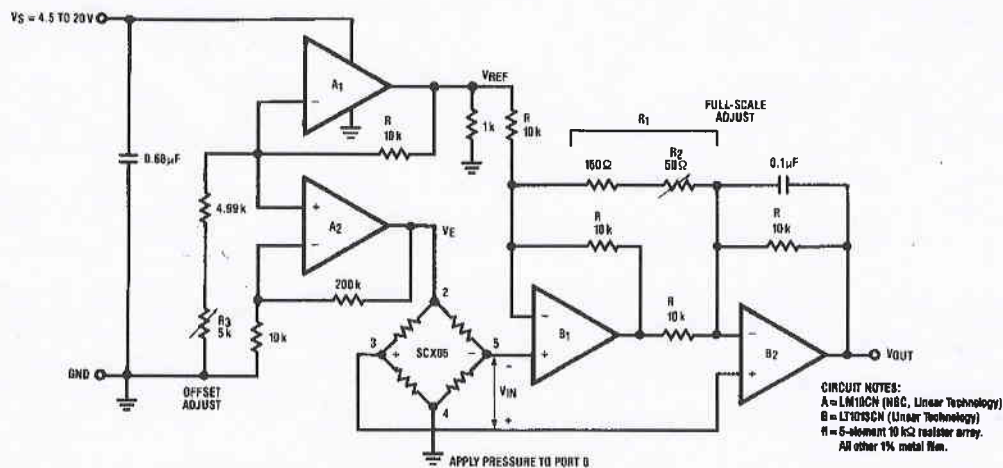 VS = 4.5 TO 20V
A1
VREF
R
10k
1k
R
10k
FULL-SCALE
ADJUST
R1
0.68µF
150Ω
R2
50Ω
0.1µF
4.99k
A2
VE
R
10k
R
10k
200k
R3
5k
10k
2
3
SCX05
5
4
B1
R
10k
B2
VOUT
GND
OFFSET
ADJUST
VIN
CIRCUIT NOTES:
A = LM10CN (NSC, Linear Technology)
B = LT1013CN (Linear Technology)
R = 5-element 10 kΩ resistor array.
All other 1% metal film.
APPLY PRESSURE TO PORT B